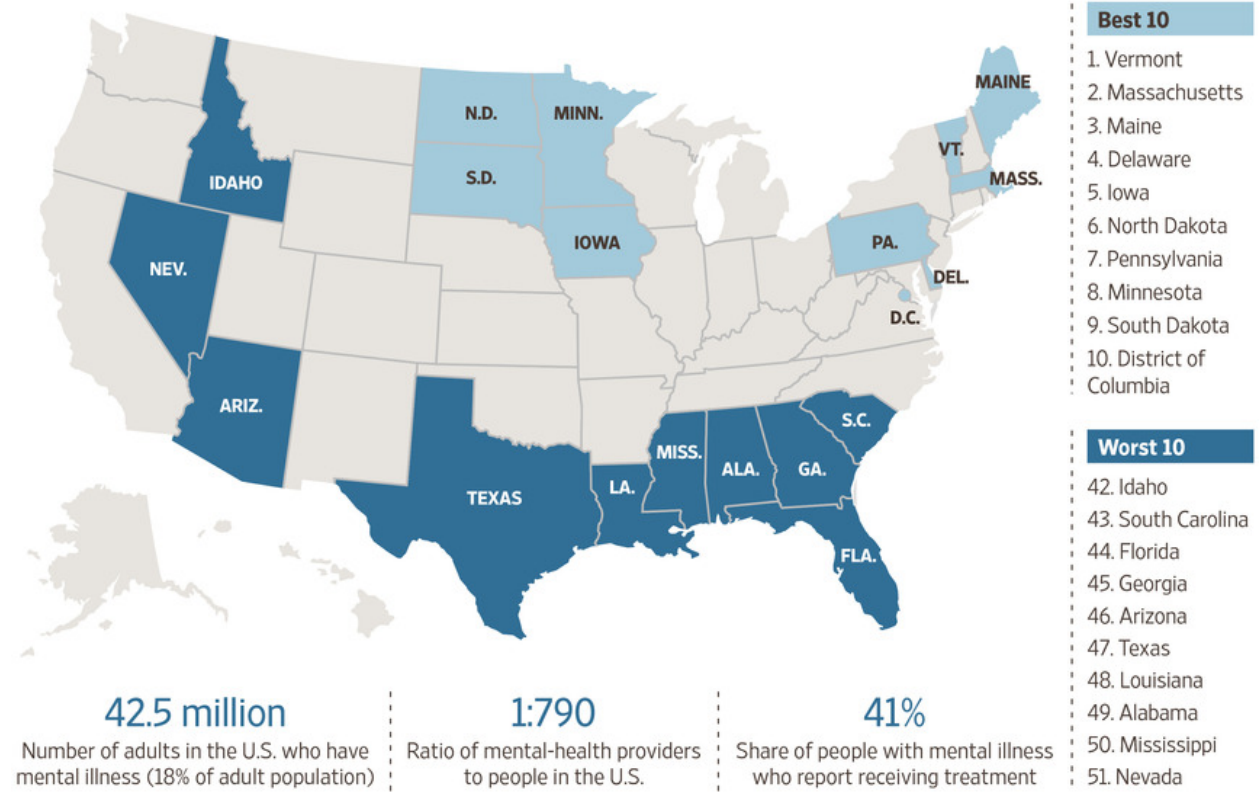 MAINE
N.D.
MINN.
VT.
S.D.
MASS.
IDAHO
IOWA
PA.
NEV.
DEL.
D.C.
ARIZ.
S.C.
MISS.
ALA.
GA.
LA.
TEXAS
FLA.
42.5 million
Number of adults in the U.S. who have
mental illness (18% of adult population)
1:790
Ratio of mental-health providers
to people in the U.S.
41%
Share of people with mental illness
who report receiving treatment
Best 10
1. Vermont
2. Massachusetts
3. Maine
4. Delaware
5. Iowa
6. North Dakota
7. Pennsylvania
8. Minnesota
9. South Dakota
10. District of
Columbia
Worst 10
42. Idaho
43. South Carolina
44. Florida
45. Georgia
46. Arizona
47. Texas
48. Louisiana
49. Alabama
50. Mississippi
51. Nevada